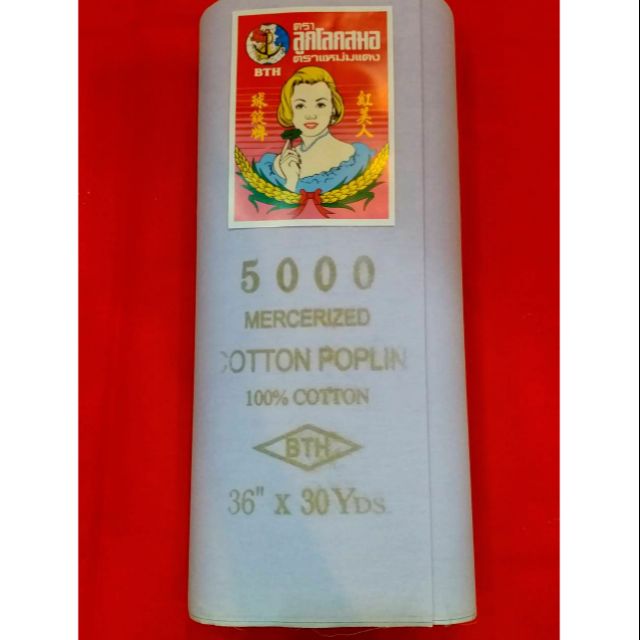 ตรา
ลูกโลกสมอ
ตราแหม่มแดง
BTH
球錨牌
紅美人
5000
MERCERIZED
COTTON POPLIN
100% COTTON
BTH
36" X 30 YDS